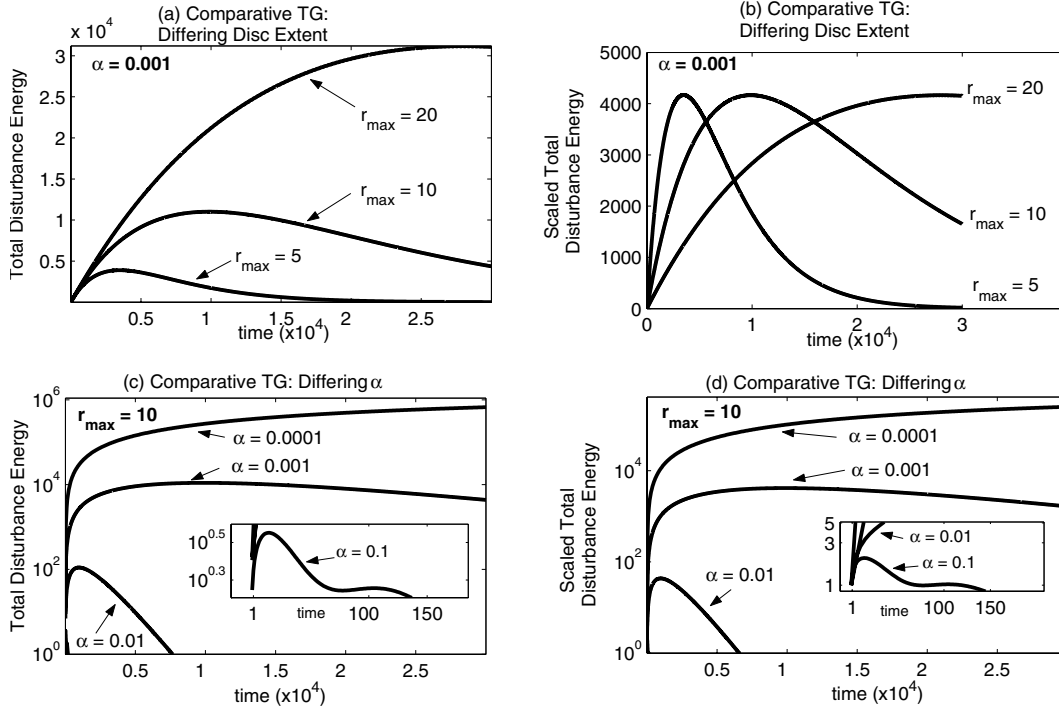 (a) Comparative TG:
Differing Disc Extent
x 10^4
α = 0.001
3
2.5
2
1.5
1
0.5
Total Disturbance Energy
r_max = 20
r_max = 10
r_max = 5
0.5 1 1.5 2 2.5
time (x10^4)
(b) Comparative TG:
Differing Disc Extent
5000
4000
3000
2000
1000
0
Scaled Total
Disturbance Energy
α = 0.001
r_max = 20
r_max = 10
r_max = 5
0 1 2 3
time (x10^4)
(c) Comparative TG: Differing α
10^6
10^4
10^2
10^0
Total Disturbance Energy
r_max = 10
α = 0.0001
α = 0.001
α = 0.01
10^0.5
10^0.3
α = 0.1
1 time 100 150
0.5 1 1.5 2 2.5
time (x10^4)
(d) Comparative TG: Differing α
10^4
10^2
10^0
Scaled Total
Disturbance Energy
r_max = 10
α = 0.0001
α = 0.001
α = 0.01
5
3
1
α = 0.01
α = 0.1
1 time 100 150
0.5 1 1.5 2 2.5
time (x10^4)